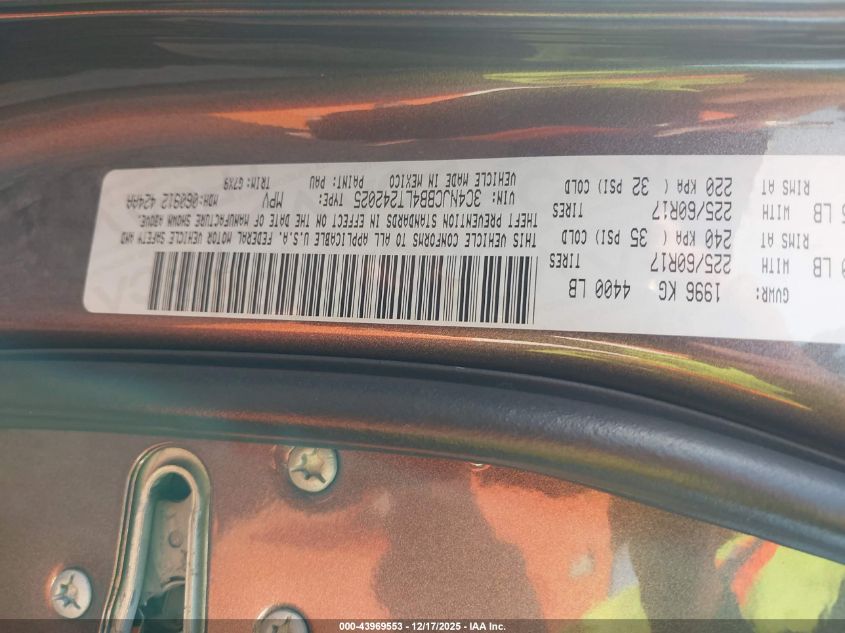 GVWR: 1996 KG 4400 LB
WITH 225/60R17 TIRES
RIMS AT 240 KPA ( 35 PSI) COLD
WITH 225/60R17 TIRES
RIMS AT 220 KPA ( 32 PSI) COLD
0 LB
5 LB
THIS VEHICLE CONFORMS TO ALL APPLICABLE U.S.A. FEDERAL MOTOR VEHICLE SAFETY AND
THEFT PREVENTION STANDARDS IN EFFECT ON THE DATE OF MANUFACTURE SHOWN ABOVE.
VIN: 3C4NJCBB4LT242025 TYPE: MPV MDH: 060912 424AA
VEHICLE MADE IN MEXICO PAINT: PAU TRIM: G7X9
000-43969553 - 12/17/2025 - IAA Inc.